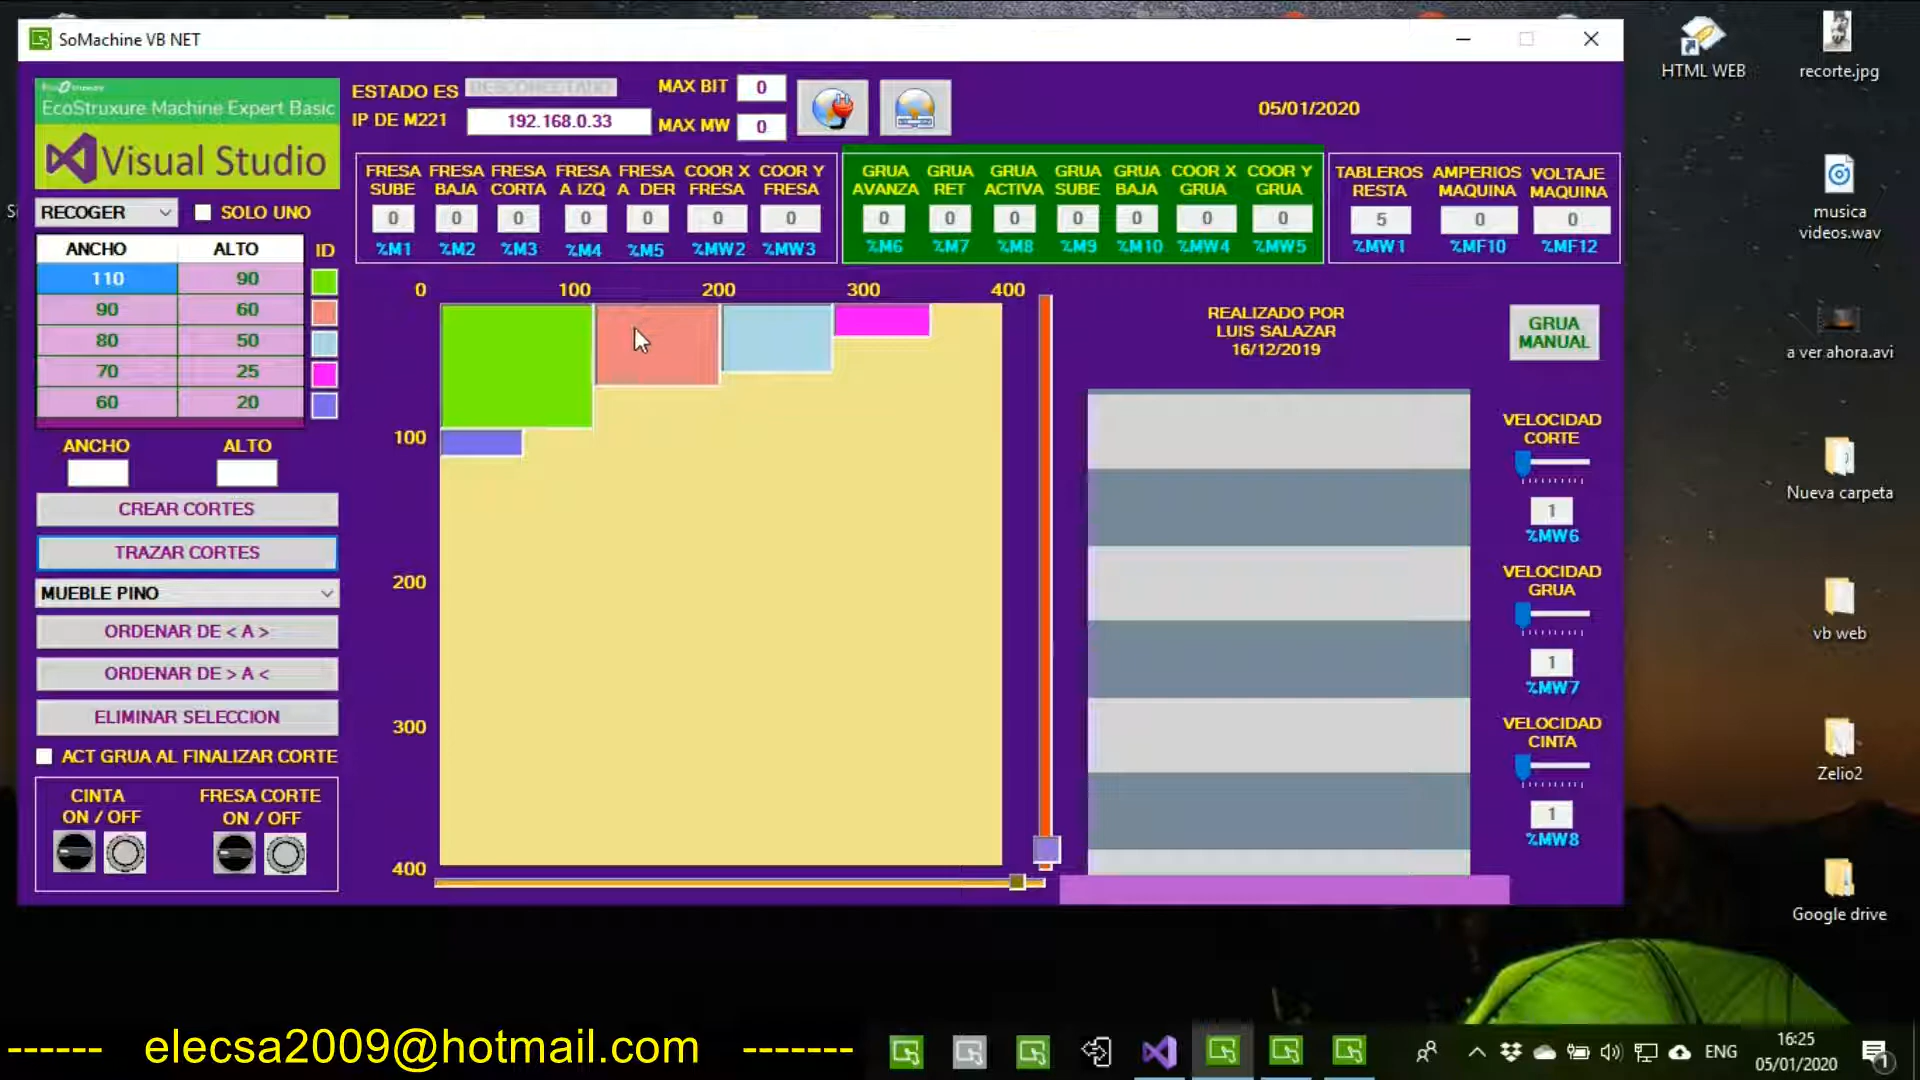 SoMachine VB NET
EcoStruxure Machine Expert Basic
Visual Studio
ESTADO ES DESCONECTADO
IP DE M221 192.168.0.33
MAX BIT 0
MAX MW 0
05/01/2020
FRESA SUBE 0 %M1
FRESA BAJA 0 %M2
FRESA CORTA 0 %M3
FRESA A IZQ 0 %M4
FRESA A DER 0 %M5
COOR X FRESA 0 %MW2
COOR Y FRESA 0 %MW3
GRUA AVANZA 0 %M6
GRUA RET 0 %M7
GRUA ACTIVA 0 %M8
GRUA SUBE 0 %M9
GRUA BAJA 0 %M10
COOR X GRUA 0 %MW4
COOR Y GRUA 0 %MW5
TABLEROS RESTA 5 %MW1
AMPERIOS MAQUINA 0 %MF10
VOLTAJE MAQUINA 0 %MF12
RECOGER
SOLO UNO
ANCHO ALTO ID
110 90
90 60
80 50
70 25
60 20
ANCHO ALTO
CREAR CORTES
TRAZAR CORTES
MUEBLE PINO
ORDENAR DE < A >
ORDENAR DE > A <
ELIMINAR SELECCION
ACT GRUA AL FINALIZAR CORTE
CINTA
ON / OFF
FRESA CORTE
ON / OFF
0 100 200 300 400
100
200
300
400
REALIZADO POR
LUIS SALAZAR
16/12/2019
GRUA
MANUAL
VELOCIDAD
CORTE
1
%MW6
VELOCIDAD
GRUA
1
%MW7
VELOCIDAD
CINTA
1
%MW8
HTML WEB
recorte.jpg
musica
videos.wav
a ver ahora.avi
Nueva carpeta
vb web
Zelio2
Google drive
------ elecsa2009@hotmail.com -------
ENG
16:25
05/01/2020
1